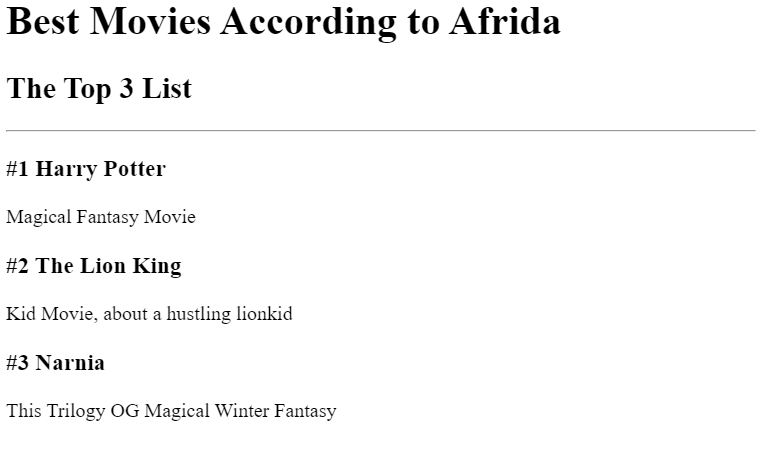 Best Movies According to Afrida
The Top 3 List
#1 Harry Potter
Magical Fantasy Movie
#2 The Lion King
Kid Movie, about a hustling lionkid
#3 Narnia
This Trilogy OG Magical Winter Fantasy